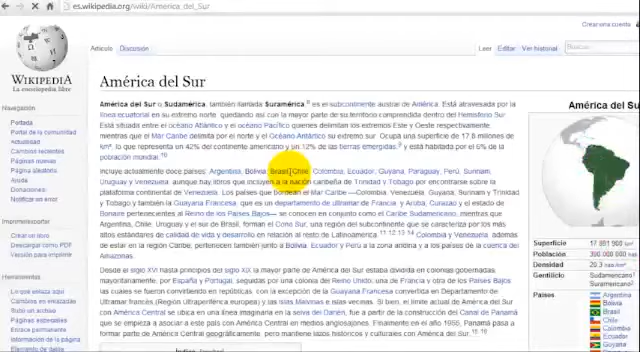 es.wikipedia.org/wiki/America_del_Sur
Crear una cuenta
WIKIPEDIA
La enciclopedia libre
Artículo Discusión Leer Editar Ver historial Buscar
América del Sur
Navegación
Portada
Portal de la comunidad
Actualidad
Cambios recientes
Páginas nuevas
Página aleatoria
Ayuda
Donaciones
Notificar un error
Imprimir/exportar
Crear un libro
Descargar como PDF
Versión para imprimir
Herramientas
Lo que enlaza aquí
Cambios en enlazadas
Subir archivo
Páginas especiales
Enlace permanente
Información de la página
Elemento de datos
América del Sur o Sudamérica, también llamada Suramérica es el subcontinente austral de América. Está atravesada por la
línea ecuatorial en su extremo norte, quedando así con la mayor parte de su territorio comprendida dentro del Hemisferio Sur.
Está situada entre el océano Atlántico y el océano Pacífico quienes delimitan los extremos Este y Oeste respectivamente,
mientras que el Mar Caribe delimita por el norte y el Océano Antártico su extremo sur. Ocupa una superficie de 17,8 millones de
km², lo que representa un 42% del continente americano y un 12% de las tierras emergidas, y está habitada por el 6% de la
población mundial.
Incluye actualmente doce países: Argentina, Bolivia, Brasil, Chile, Colombia, Ecuador, Guyana, Paraguay, Perú, Surinam,
Uruguay y Venezuela; aunque hay libros que incluyen a la nación caribeña de Trinidad y Tobago por encontrarse sobre la
plataforma continental de Venezuela. Los países que bordean el Mar Caribe —Colombia, Venezuela, Guyana, Surinam, y Trinidad
y Tobago y también la Guayana Francesa que es un departamento de ultramar de Francia y Aruba, Curazao y el estado de
Bonaire pertenecientes al Reino de los Países Bajos— se conocen en conjunto como el Caribe Sudamericano, mientras que
Argentina, Chile, Uruguay y el sur de Brasil, forman el Cono Sur, una región del subcontinente que se caracteriza por los más
altos estándares de calidad de vida y desarrollo en relación al resto de Latinoamérica. Colombia y Venezuela además
de estar en la región Caribe, pertenecen también junto a Bolivia, Ecuador y Perú a la zona andina y a los países de la cuenca del
Amazonas.
Desde el siglo XVI hasta principios del siglo XIX la mayor parte de América del Sur estaba dividida en colonias gobernadas
mayoritariamente, por España y Portugal, seguidas por una colonia del Reino Unido, una de Francia y otra de los Países Bajos
las cuales se fueron convirtiendo en repúblicas, con la excepción de la Guayana Francesa convertida en Departamento de
Ultramar francés (Región Ultraperiférica europea) y las Islas Malvinas e islas vecinas. Si bien, el límite actual de América del Sur
con América Central se ubica en una línea imaginaria en la selva del Darién, fue a partir de la construcción del Canal de Panamá
que se empieza a asociar a este país con América Central en medios anglosajones. Finalmente en el año 1956, Panamá pasa a
formar parte de América Central geográficamente
América del Sur
Superficie
Población
Densidad
Gentilicio Sudamericano
Suramericano
Países Argentina
Bolivia
Brasil
Chile
Colombia
Ecuador
Guyana